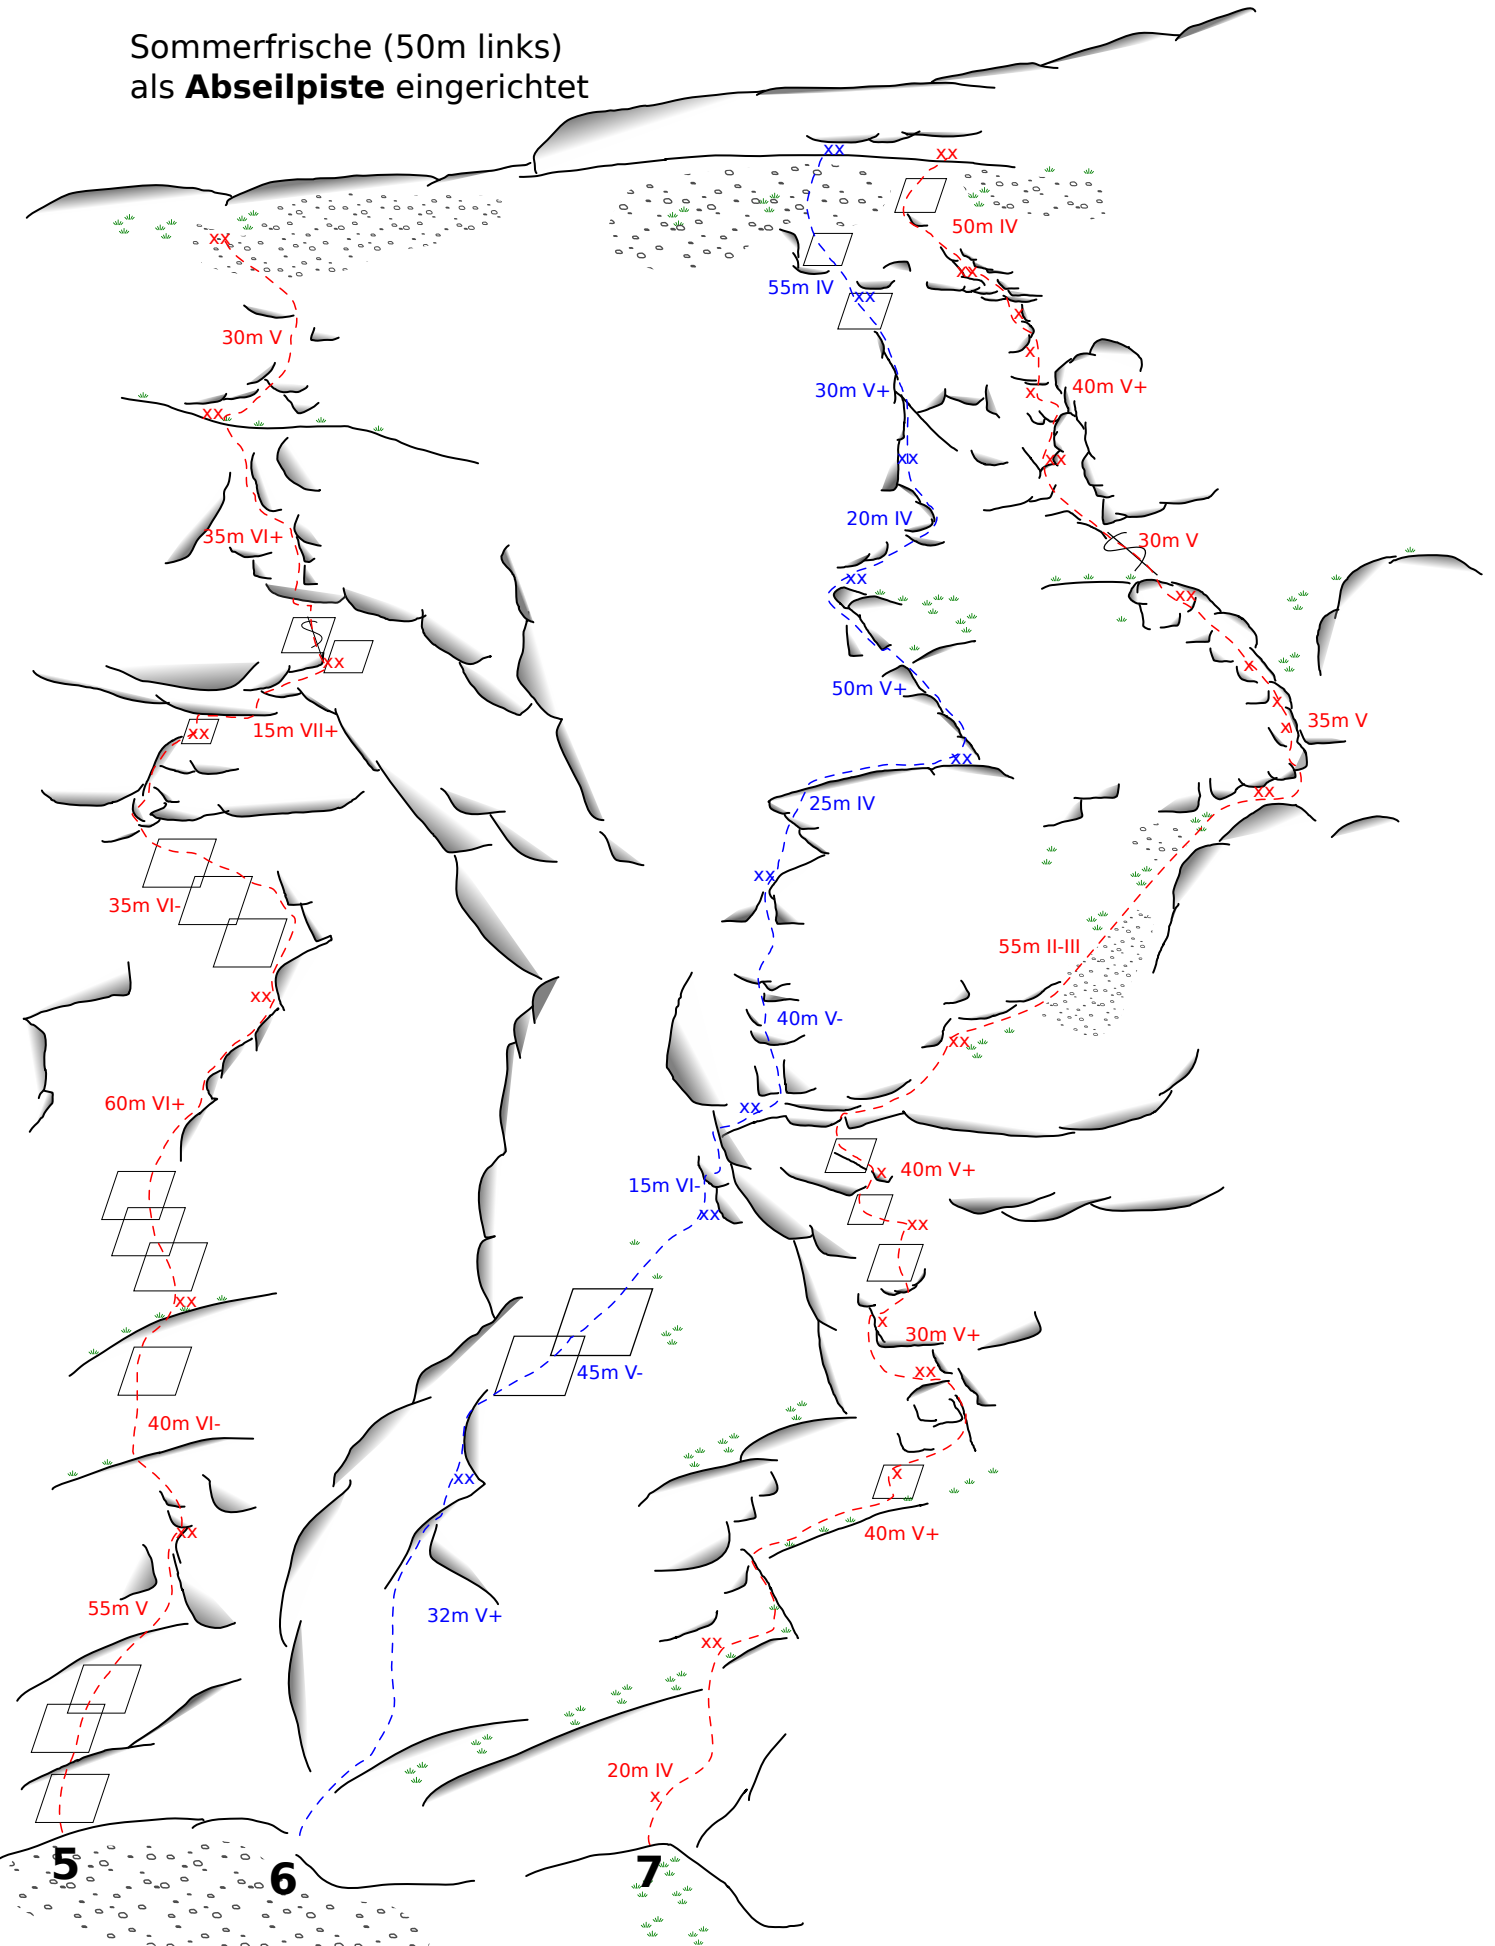 Sommerfrische (50m links)
als Abseilpiste eingerichtet
xx
xx
50m IV
xx
xx
55m IV
xx
x
30m V
x
40m V+
30m V+
x
xx
xx
xx
20m IV
35m VI+
30m V
xx
xx
xx
x
50m V+
x
35m V
15m VII+
x
xx
xx
xx
25m IV
xx
35m VI-
55m II-III
xx
40m V-
xx
60m VI+
xx
40m V+
x
15m VI-
xx
xx
xx
x
30m V+
45m V-
xx
40m VI-
x
xx
xx
40m V+
55m V
32m V+
xx
20m IV
x
5
6
7